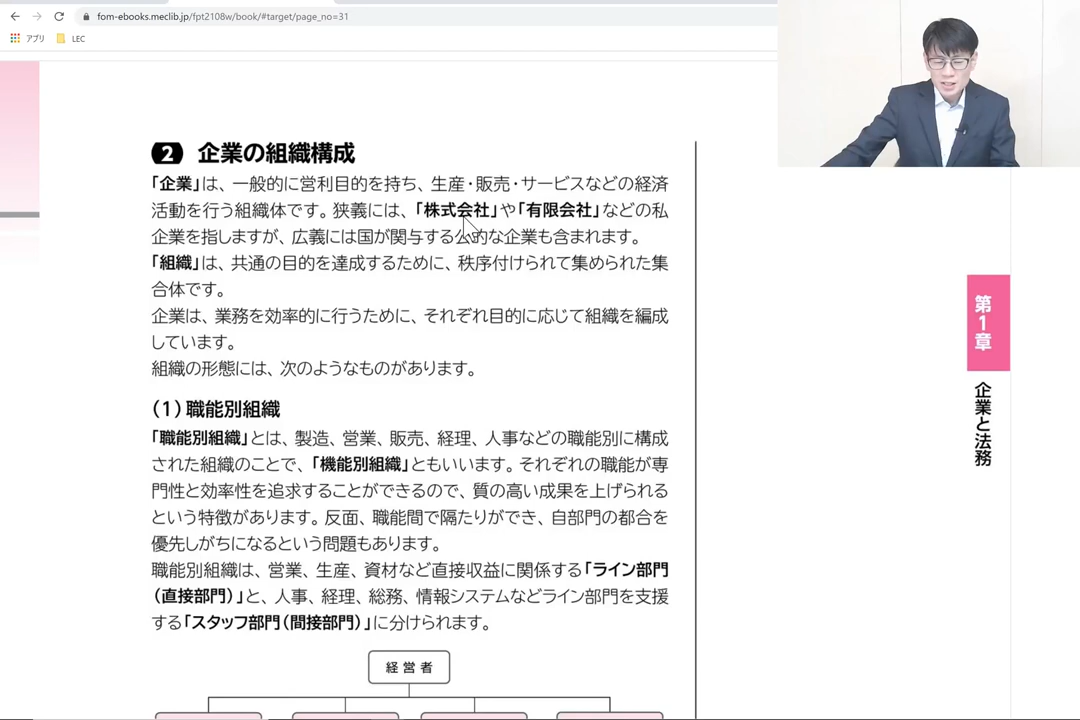 fom-ebooks.meclib.jp/fpt2108w/book/#target/page_no=31
アプリ LEC
2 企業の組織構成
「企業」は、一般的に営利目的を持ち、生産・販売・サービスなどの経済
活動を行う組織体です。狭義には、「株式会社」や「有限会社」などの私
企業を指しますが、広義には国が関与する公的な企業も含まれます。
「組織」は、共通の目的を達成するために、秩序付けられて集められた集
合体です。
企業は、業務を効率的に行うために、それぞれ目的に応じて組織を編成
しています。
組織の形態には、次のようなものがあります。
(1)職能別組織
「職能別組織」とは、製造、営業、販売、経理、人事などの職能別に構成
された組織のことで、「機能別組織」ともいいます。それぞれの職能が専
門性と効率性を追求することができるので、質の高い成果を上げられる
という特徴があります。反面、職能間で隔たりができ、自部門の都合を
優先しがちになるという問題もあります。
職能別組織は、営業、生産、資材など直接収益に関係する「ライン部門
(直接部門)」と、人事、経理、総務、情報システムなどライン部門を支援
する「スタッフ部門(間接部門)」に分けられます。
経営者
第1章
企業と法務